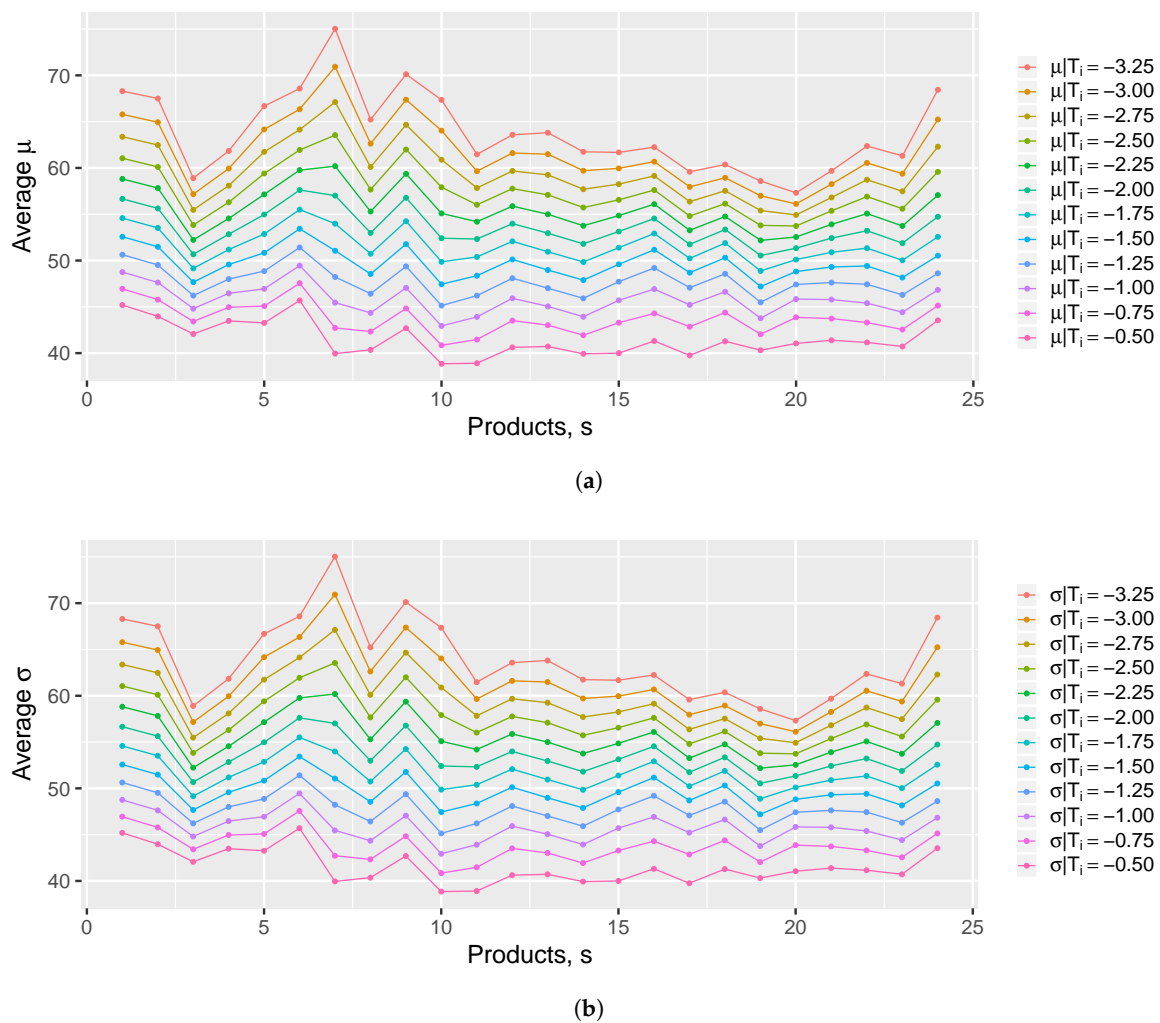 70
60
50
40
Average μ
0
5
10
15
20
25
Products, s
μ|Tᵢ = −3.25
μ|Tᵢ = −3.00
μ|Tᵢ = −2.75
μ|Tᵢ = −2.50
μ|Tᵢ = −2.25
μ|Tᵢ = −2.00
μ|Tᵢ = −1.75
μ|Tᵢ = −1.50
μ|Tᵢ = −1.25
μ|Tᵢ = −1.00
μ|Tᵢ = −0.75
μ|Tᵢ = −0.50
(a)
70
60
50
40
Average σ
0
5
10
15
20
25
Products, s
σ|Tᵢ = −3.25
σ|Tᵢ = −3.00
σ|Tᵢ = −2.75
σ|Tᵢ = −2.50
σ|Tᵢ = −2.25
σ|Tᵢ = −2.00
σ|Tᵢ = −1.75
σ|Tᵢ = −1.50
σ|Tᵢ = −1.25
σ|Tᵢ = −1.00
σ|Tᵢ = −0.75
σ|Tᵢ = −0.50
(b)